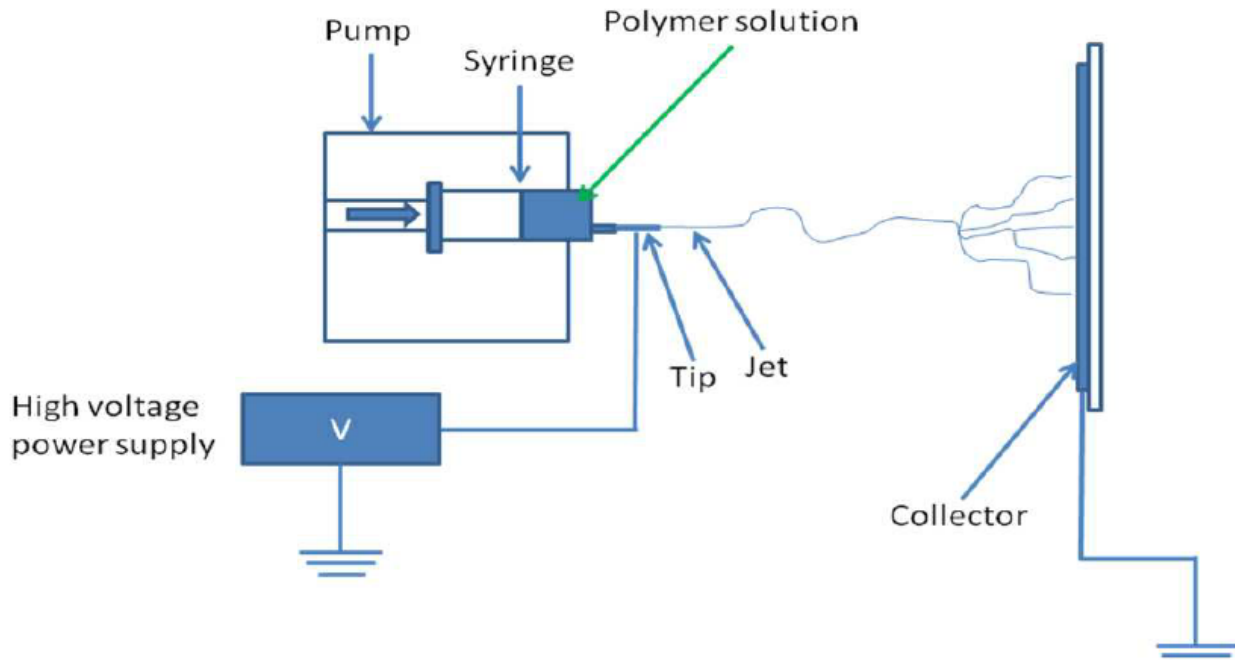 Polymer solution
Pump
Syringe
Tip
Jet
High voltage
power supply
V
Collector